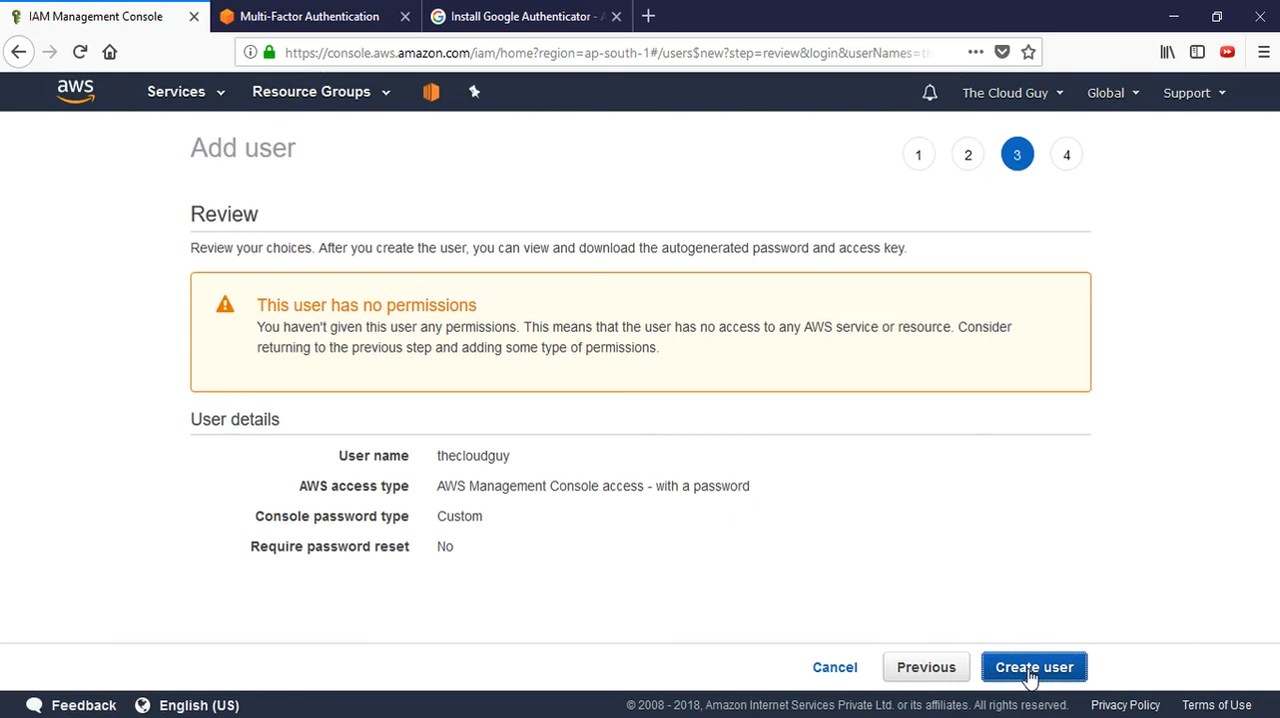 IAM Management Console
Multi-Factor Authentication
Install Google Authenticator -
https://console.aws.amazon.com/iam/home?region=ap-south-1#/users$new?step=review&login&userNames=th
aws
Services
Resource Groups
The Cloud Guy
Global
Support
Add user
1
2
3
4
Review
Review your choices. After you create the user, you can view and download the autogenerated password and access key.
This user has no permissions
You haven't given this user any permissions. This means that the user has no access to any AWS service or resource. Consider
returning to the previous step and adding some type of permissions.
User details
User name thecloudguy
AWS access type AWS Management Console access - with a password
Console password type Custom
Require password reset No
Cancel
Previous
Create user
Feedback
English (US)
© 2008 - 2018, Amazon Internet Services Private Ltd. or its affiliates. All rights reserved.
Privacy Policy
Terms of Use